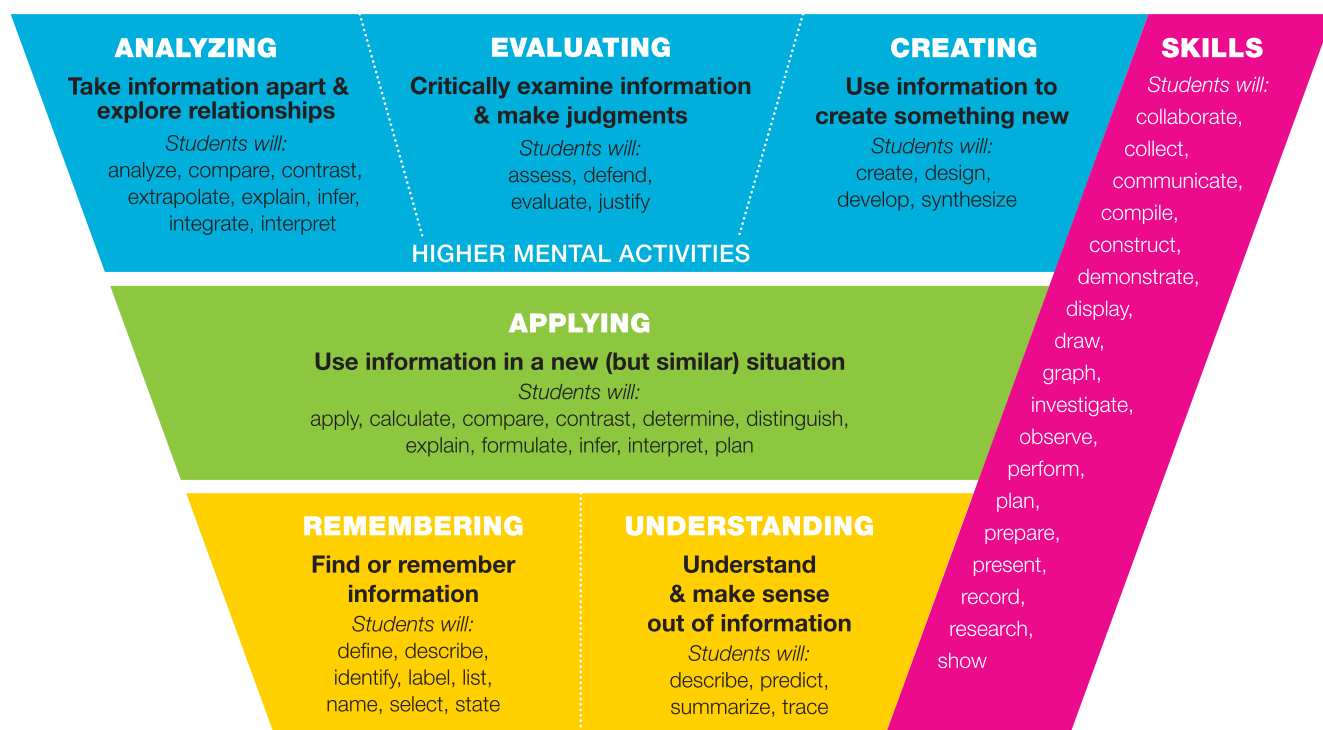 ANALYZING
Take information apart &
explore relationships
Students will:
analyze, compare, contrast,
extrapolate, explain, infer,
integrate, interpret
EVALUATING
Critically examine information
& make judgments
Students will:
assess, defend,
evaluate, justify
CREATING
Use information to
create something new
Students will:
create, design,
develop, synthesize
HIGHER MENTAL ACTIVITIES
APPLYING
Use information in a new (but similar) situation
Students will:
apply, calculate, compare, contrast, determine, distinguish,
explain, formulate, infer, interpret, plan
REMEMBERING
Find or remember
information
Students will:
define, describe,
identify, label, list,
name, select, state
UNDERSTANDING
Understand
& make sense
out of information
Students will:
describe, predict,
summarize, trace
SKILLS
Students will:
collaborate,
collect,
communicate,
compile,
construct,
demonstrate,
display,
draw,
graph,
investigate,
observe,
perform,
plan,
prepare,
present,
record,
research,
show